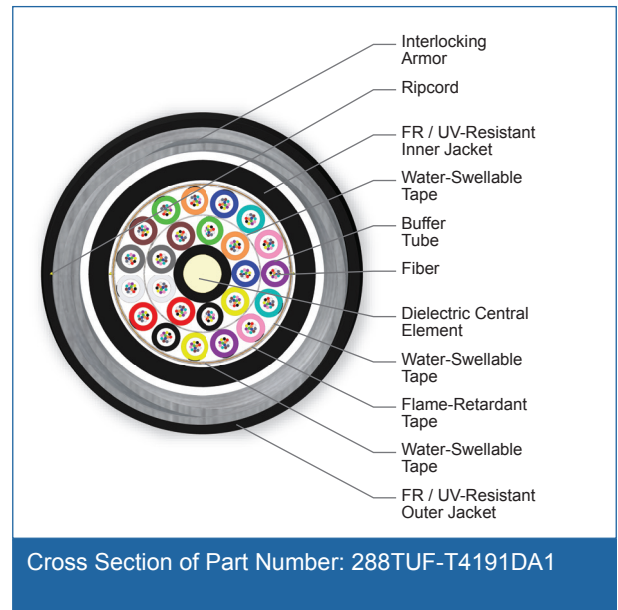 Interlocking
Armor
Ripcord
FR / UV-Resistant
Inner Jacket
Water-Swellable
Tape
Buffer
Tube
Fiber
Dielectric Central
Element
Water-Swellable
Tape
Flame-Retardant
Tape
Water-Swellable
Tape
FR / UV-Resistant
Outer Jacket
Cross Section of Part Number: 288TUF-T4191DA1